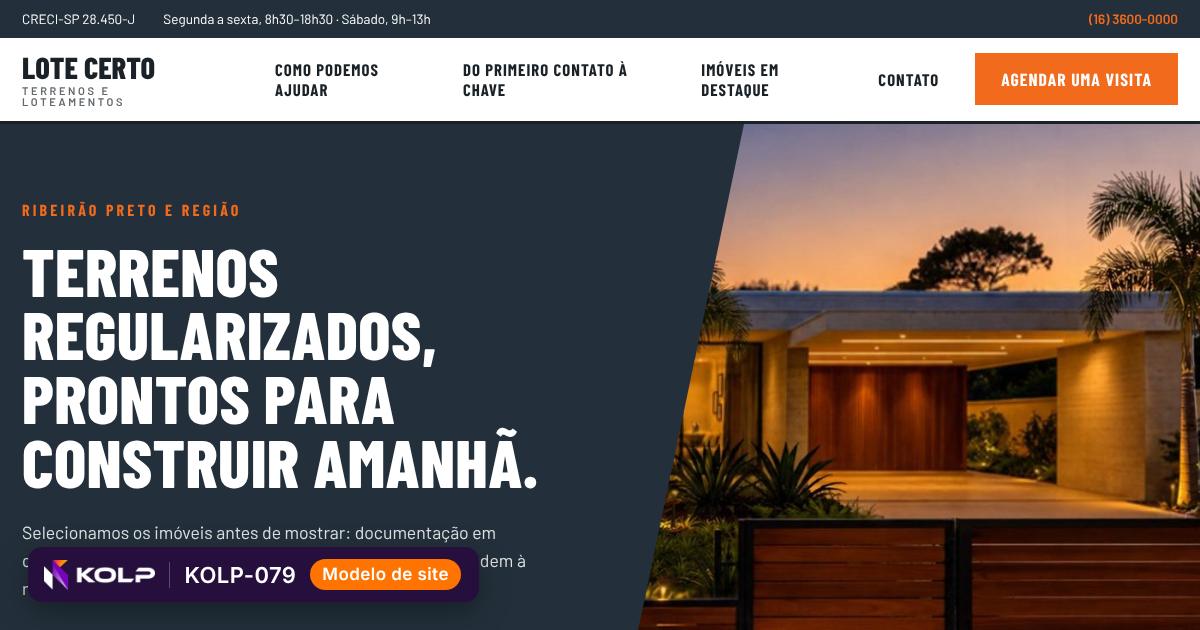 CRECI-SP 28.450-J
Segunda a sexta, 8h30–18h30 · Sábado, 9h–13h
(16) 3600-0000
LOTE CERTO
TERRENOS E
LOTEAMENTOS
COMO PODEMOS
AJUDAR
DO PRIMEIRO CONTATO À
CHAVE
IMÓVEIS EM
DESTAQUE
CONTATO
AGENDAR UMA VISITA
RIBEIRÃO PRETO E REGIÃO
TERRENOS
REGULARIZADOS,
PRONTOS PARA
CONSTRUIR AMANHÃ.
Selecionamos os imóveis antes de mostrar: documentação em
à
KOLP
KOLP-079
Modelo de site